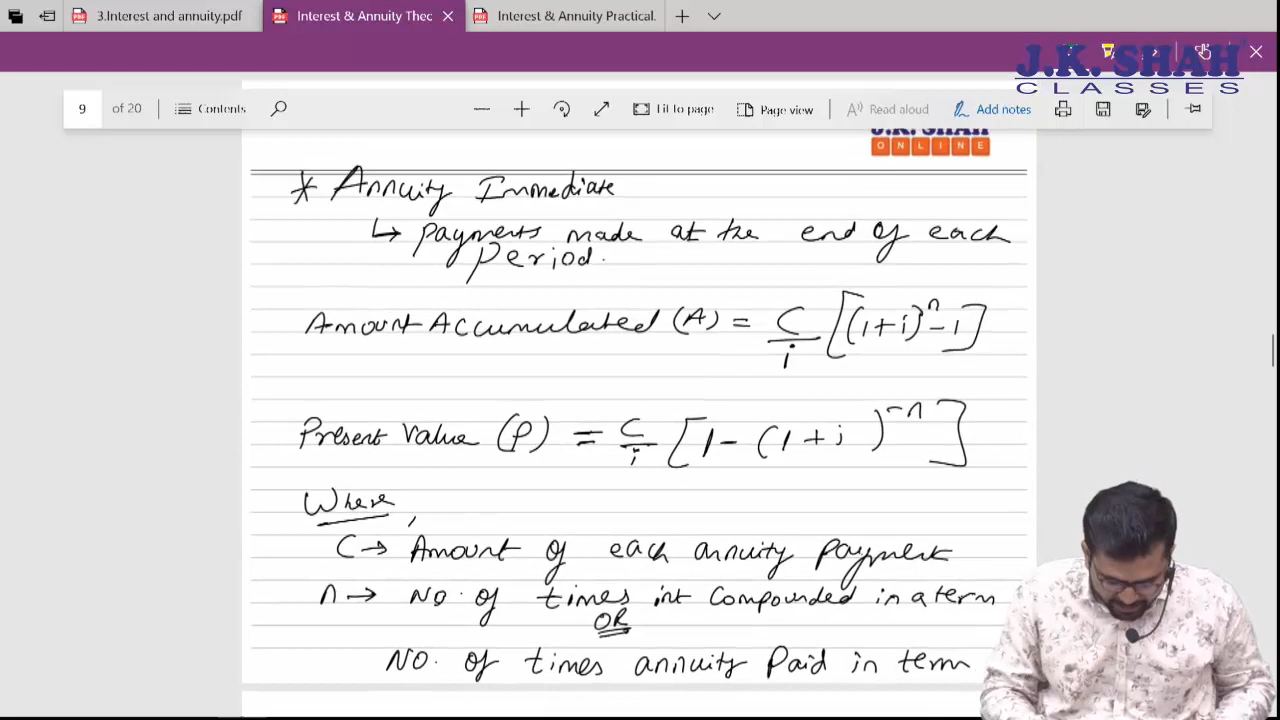 3.Interest and annuity.pdf
Interest & Annuity Theo
Interest & Annuity Practical.
J.K. SHAH
CLASSES
9 of 20
Contents
Fit to page
Page view
Read aloud
Add notes
J.K. SHAH
ONLINE
* Annuity Immediate
↳ Payments made at the end of each
Period.
Amount Accumulated (A) = C/i [(1+i)^n - 1]
Present Value (P) = C/i [1 - (1+i)^-n]
Where,
C → Amount of each annuity Payment
n → No. of times int Compounded in a term
OR
No. of times annuity Paid in term